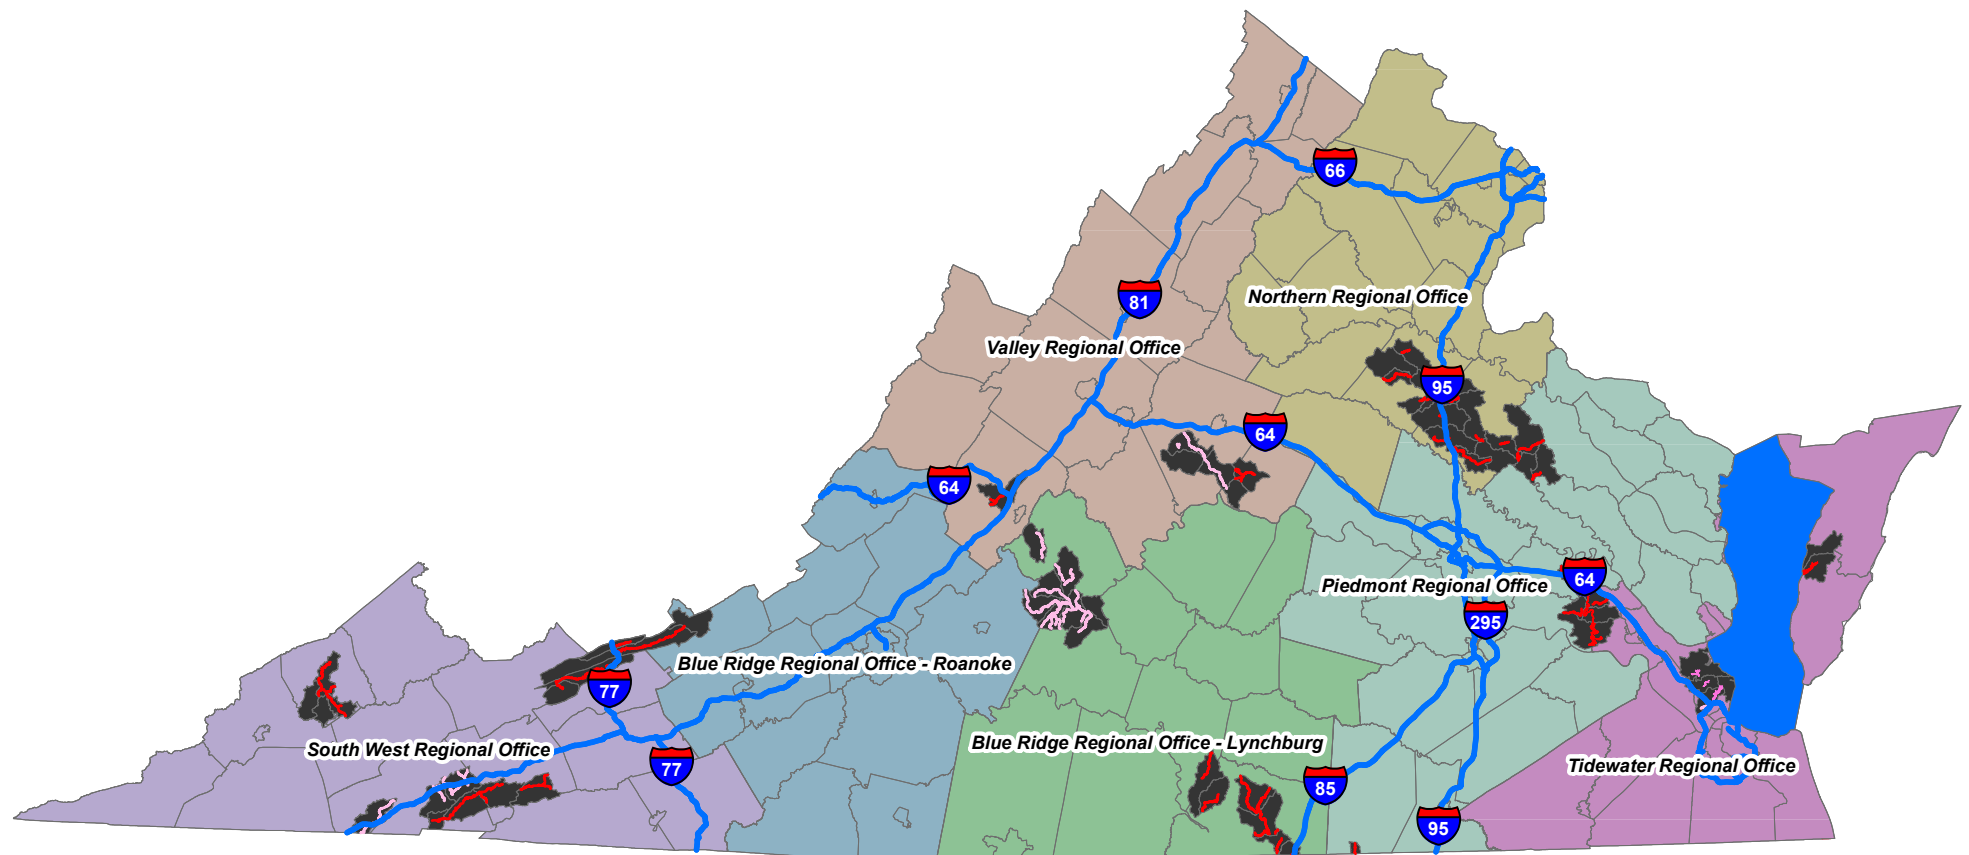 66
81
Northern Regional Office
Valley Regional Office
95
64
64
64
Piedmont Regional Office
295
Blue Ridge Regional Office - Roanoke
77
South West Regional Office
Blue Ridge Regional Office - Lynchburg
77
Tidewater Regional Office
85
95